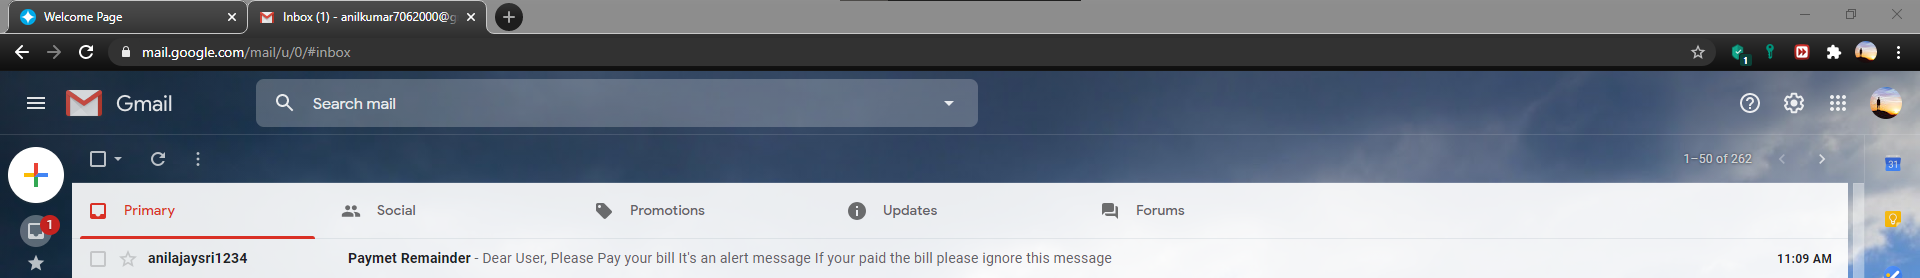 Welcome Page
Inbox (1) - anilkumar7062000@g
mail.google.com/mail/u/0/#inbox
1
Gmail
Search mail
1–50 of 262
31
Primary
Social
Promotions
Updates
Forums
1
anilajaysri1234
Paymet Remainder - Dear User, Please Pay your bill It's an alert message If your paid the bill please ignore this message
11:09 AM